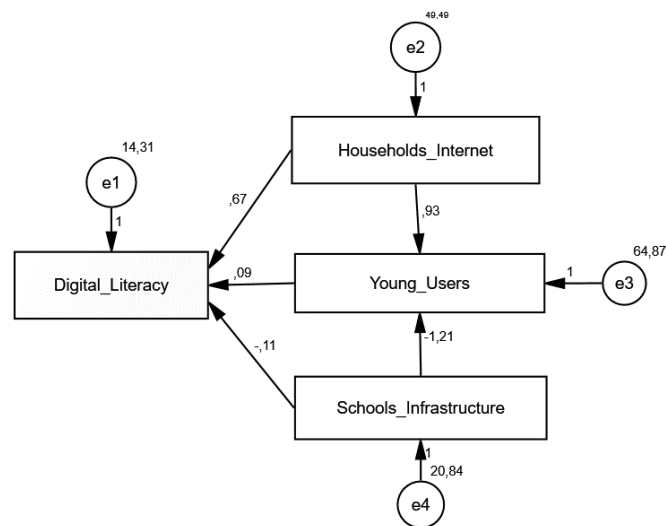 49,49
e2
1
Households_Internet
14,31
e1
1
,67
,93
Digital_Literacy
,09
Young_Users
64,87
1
e3
-,11
-1,21
Schools_Infrastructure
1
20,84
e4